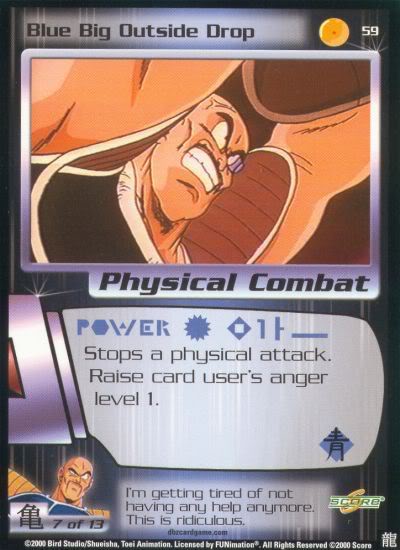 Blue Big Outside Drop
59
Physical Combat
POWER
Stops a physical attack.
Raise card user's anger
level 1.
青
I'm getting tired of not
having any help anymore.
This is ridiculous.
SCORE
亀 7 of 13
dbzcardgame.com
©2000 Bird Studio/Shueisha, Toei Animation. Licensed by FUNimation®. All Rights Reserved ©2000 Score
龍